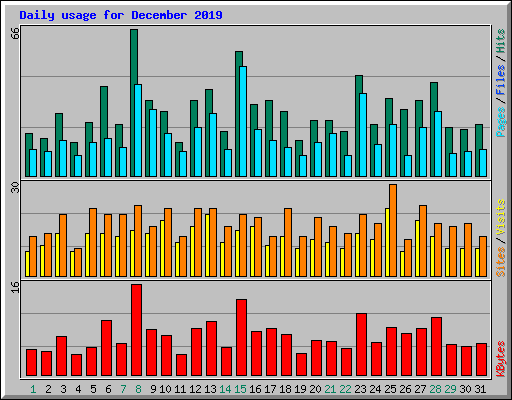 Daily usage for December 2019
66
Pages / Files / Hits
30
Sites / Visits
16
KBytes
1 2 3 4 5 6 7 8 9 10 11 12 13 14 15 16 17 18 19 20 21 22 23 24 25 26 27 28 29 30 31